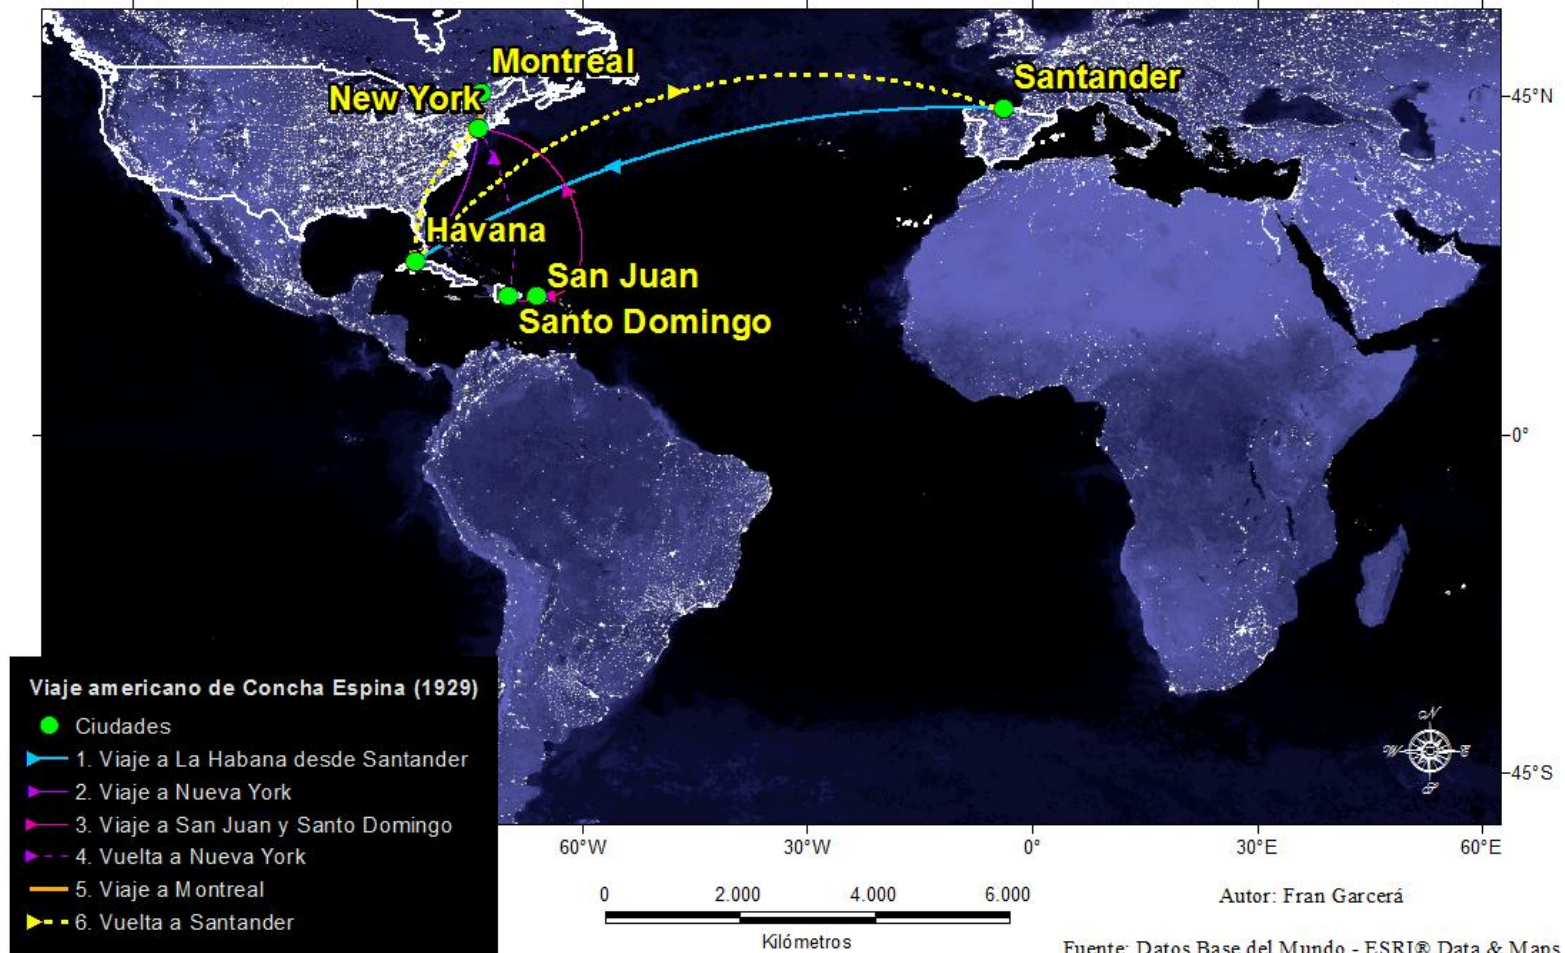 Montreal
New York
Santander
45°N
Havana
San Juan
Santo Domingo
0°
45°S
N
W E
S
Viaje americano de Concha Espina (1929)
Ciudades
1. Viaje a La Habana desde Santander
2. Viaje a Nueva York
3. Viaje a San Juan y Santo Domingo
4. Vuelta a Nueva York
5. Viaje a Montreal
6. Vuelta a Santander
60°W 30°W 0° 30°E 60°E
0 2.000 4.000 6.000
Kilómetros
Autor: Fran Garcerá
Fuente: Datos Base del Mundo - ESRI® Data & Maps